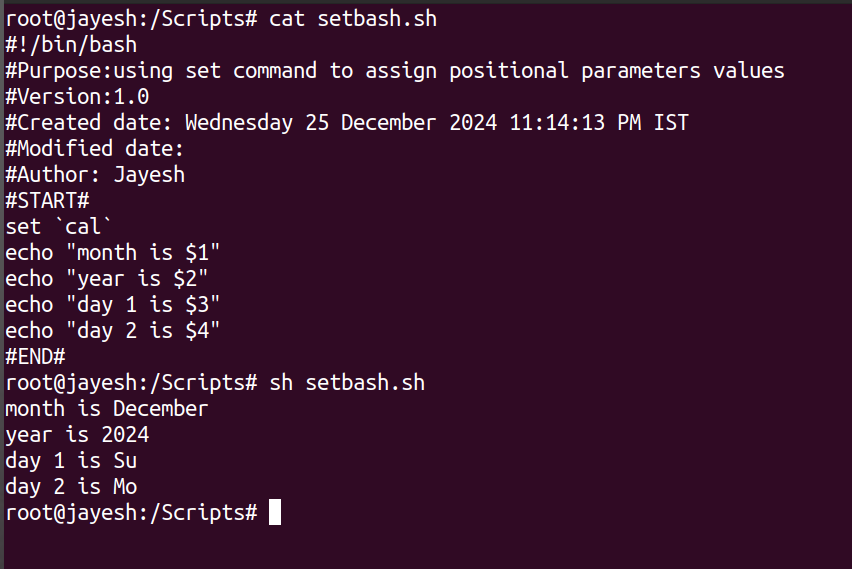 root@jayesh:/Scripts# cat setbash.sh
#!/bin/bash
#Purpose:using set command to assign positional parameters values
#Version:1.0
#Created date: Wednesday 25 December 2024 11:14:13 PM IST
#Modified date:
#Author: Jayesh
#START#
set `cal`
echo "month is $1"
echo "year is $2"
echo "day 1 is $3"
echo "day 2 is $4"
#END#
root@jayesh:/Scripts# sh setbash.sh
month is December
year is 2024
day 1 is Su
day 2 is Mo
root@jayesh:/Scripts#